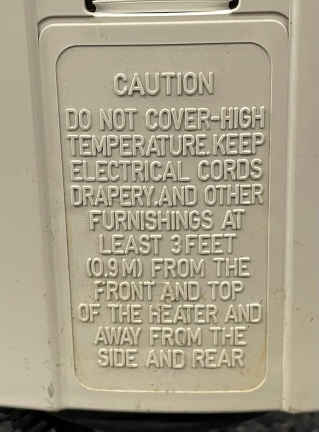 CAUTION
DO NOT COVER-HIGH
TEMPERATURE.KEEP
ELECTRICAL CORDS
DRAPERY.AND OTHER
FURNISHINGS AT
LEAST 3 FEET
(0.9 M) FROM THE
FRONT AND TOP
OF THE HEATER AND
AWAY FROM THE
SIDE AND REAR